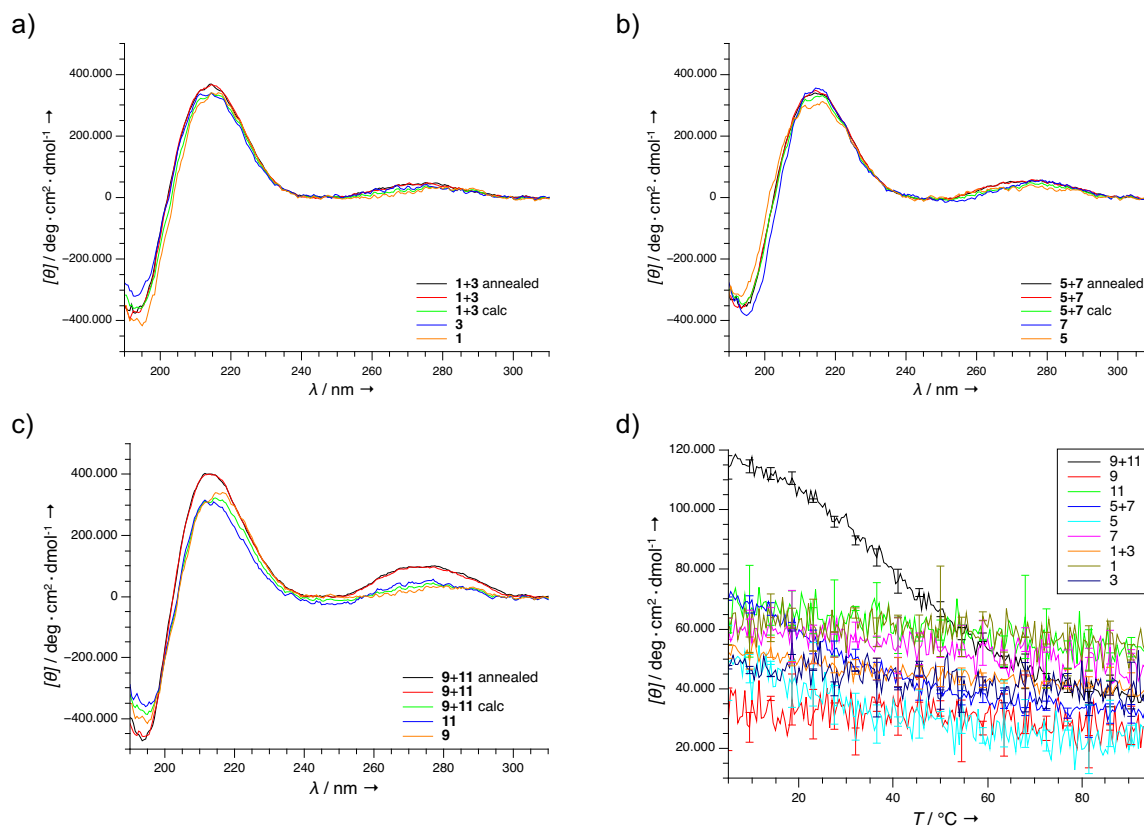 a)
400.000
200.000
0
−200.000
−400.000
[θ] / deg · cm² · dmol⁻¹ →
1+3 annealed
1+3
1+3 calc
3
1
200 220 240 260 280 300
λ / nm →
b)
400.000
200.000
0
−200.000
−400.000
[θ] / deg · cm² · dmol⁻¹ →
5+7 annealed
5+7
5+7 calc
7
5
200 220 240 260 280 300
λ / nm →
c)
400.000
200.000
0
−200.000
−400.000
[θ] / deg · cm² · dmol⁻¹ →
9+11 annealed
9+11
9+11 calc
11
9
200 220 240 260 280 300
λ / nm →
d)
120.000
100.000
80.000
60.000
40.000
20.000
[θ] / deg · cm² · dmol⁻¹ →
9+11
9
11
5+7
5
7
1+3
1
3
20 40 60 80
T / °C →